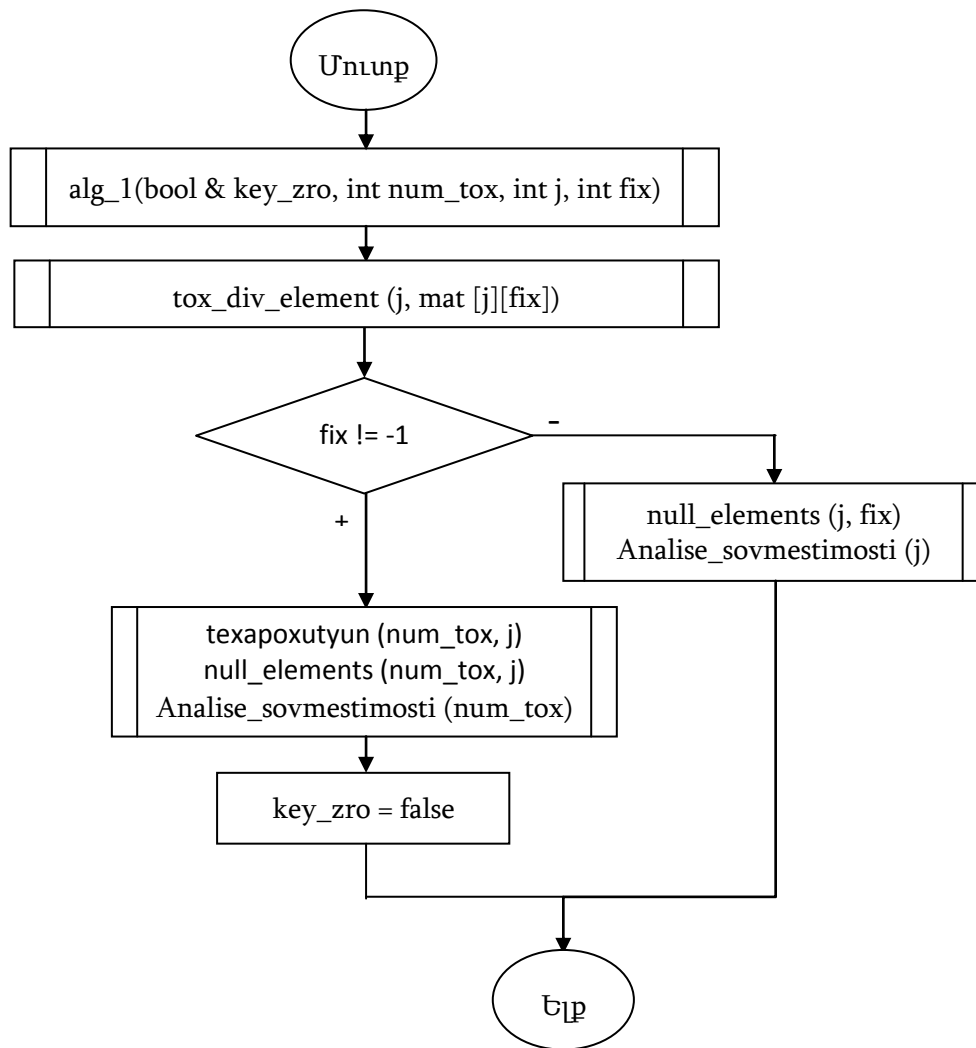 Մուտք
alg_1(bool & key_zro, int num_tox, int j, int fix)
tox_div_element (j, mat [j][fix])
fix != -1
-
+
null_elements (j, fix)
Analise_sovmestimosti (j)
texapoxutyun (num_tox, j)
null_elements (num_tox, j)
Analise_sovmestimosti (num_tox)
key_zro = false
Ելք